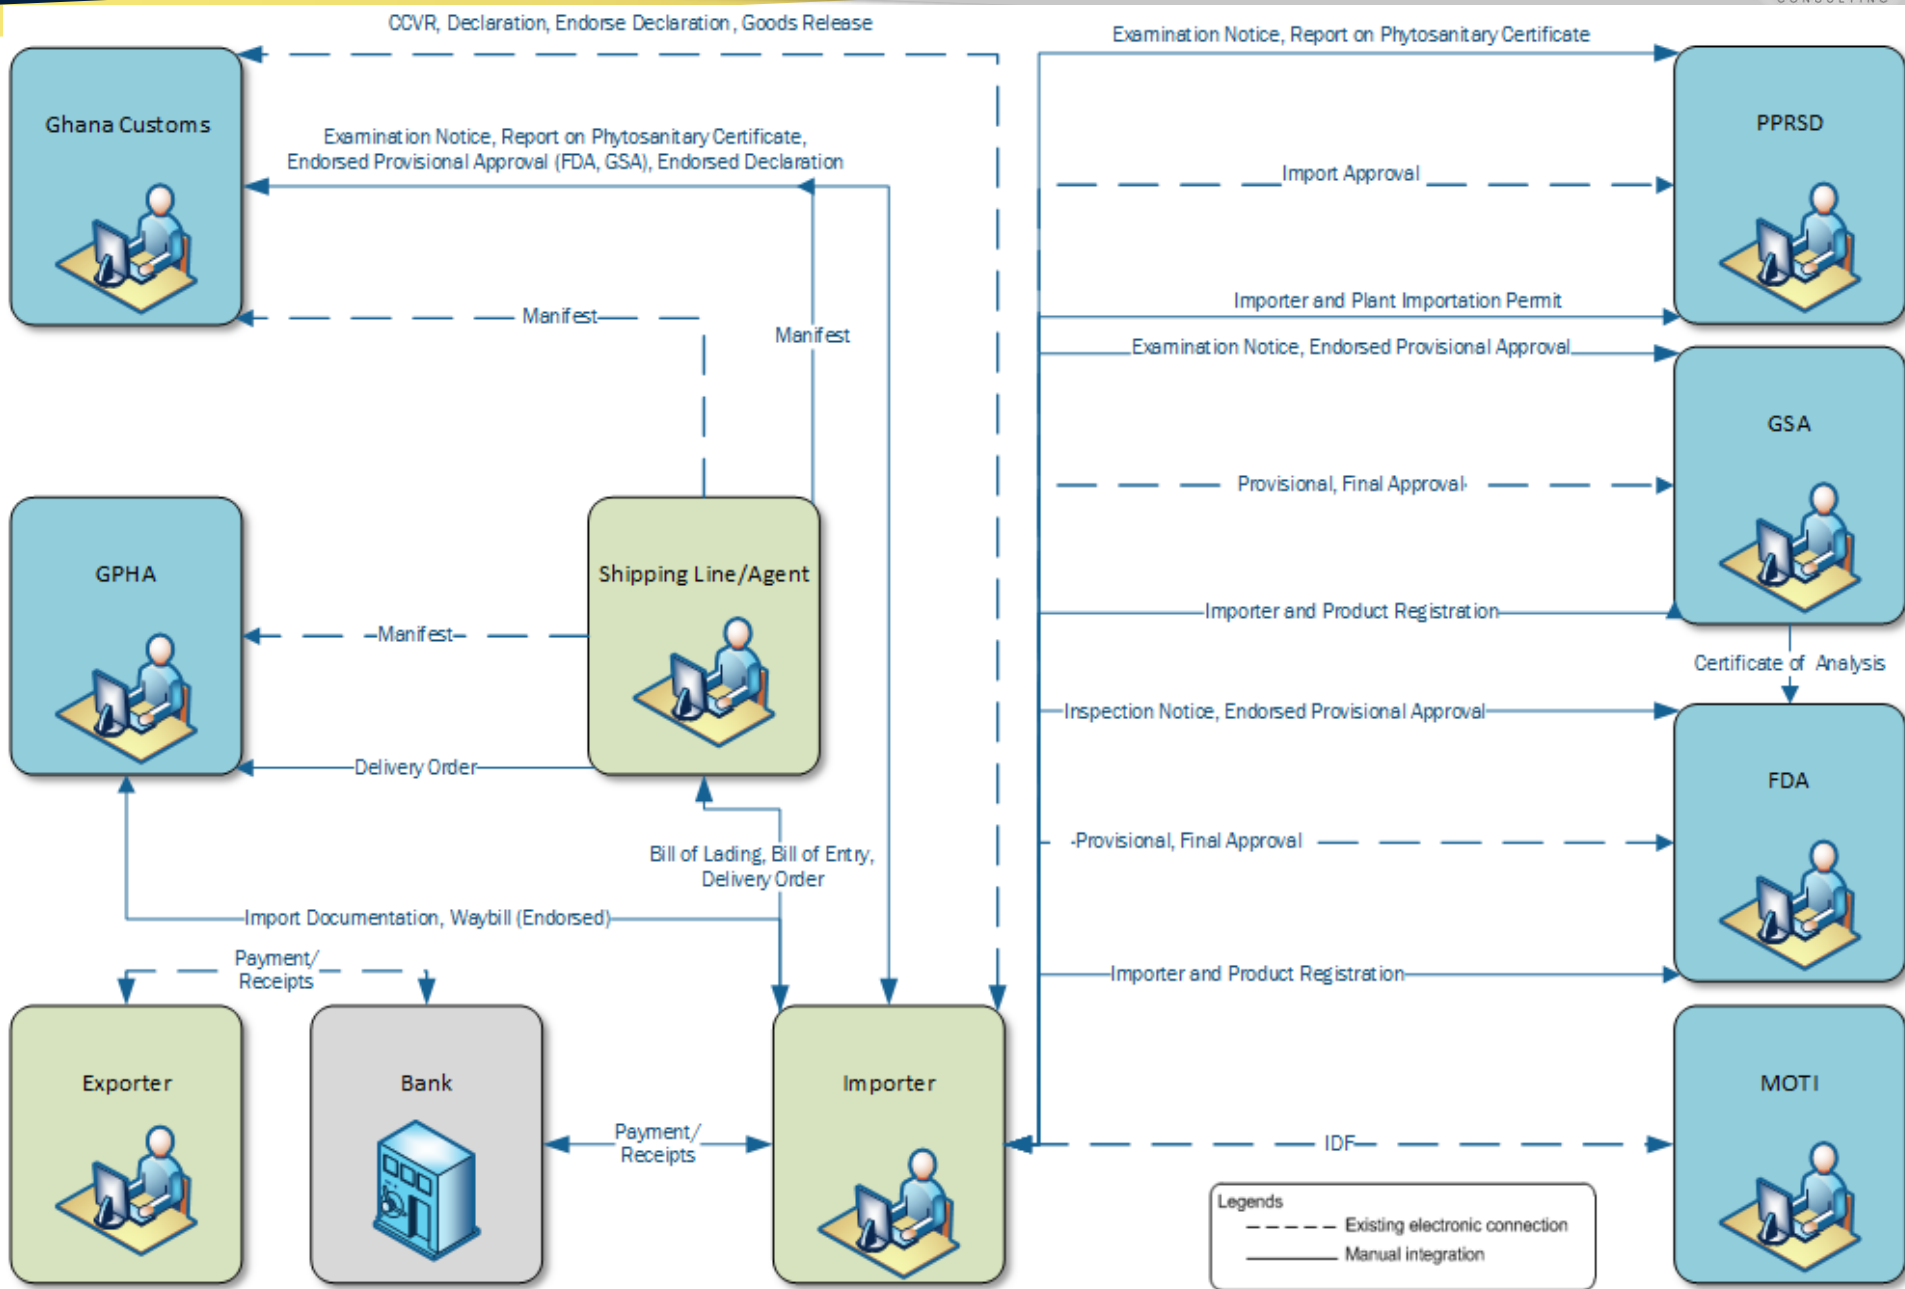 CONSULTING
CCVR, Declaration, Endorse Declaration, Goods Release
Examination Notice, Report on Phytosanitary Certificate
Ghana Customs
PPRSD
Examination Notice, Report on Phytosanitary Certificate,
Endorsed Provisional Approval (FDA, GSA), Endorsed Declaration
Import Approval
Manifest
Manifest
Importer and Plant Importation Permit
Examination Notice, Endorsed Provisional Approval
GSA
Provisional, Final Approval
GPHA
Shipping Line/Agent
Importer and Product Registration
Manifest
Certificate of Analysis
Inspection Notice, Endorsed Provisional Approval
Delivery Order
FDA
-Provisional, Final Approval
Bill of Lading, Bill of Entry,
Delivery Order
Import Documentation, Waybill (Endorsed)
Payment/
Receipts
Importer and Product Registration
Exporter
Bank
Importer
MOTI
Payment/
Receipts
IDF
Legends
Existing electronic connection
Manual integration